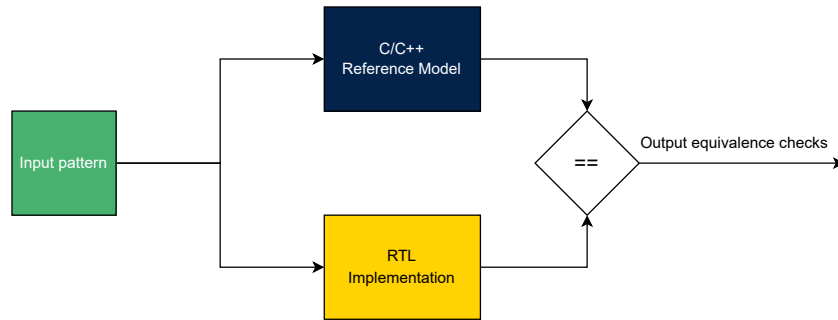 C/C++
Reference Model
Input pattern
==
Output equivalence checks
RTL
Implementation